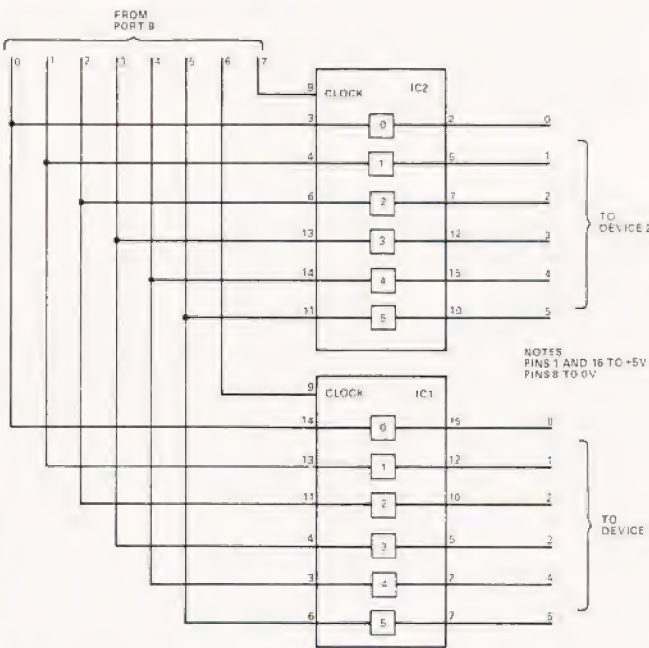 FROM
PORT B
0 1 2 3 4 5 6 7
9 CLOCK IC2
3 0 2 0
4 1 5 1
6 2 7 2
13 3 12 3
14 4 15 4
11 5 10 5
TO
DEVICE 2
NOTES
PINS 1 AND 16 TO +5V
PINS 8 TO 0V
9 CLOCK IC1
14 0 15 0
13 1 12 1
11 2 10 2
4 3 5 3
3 4 7 4
6 5 7 5
TO
DEVICE